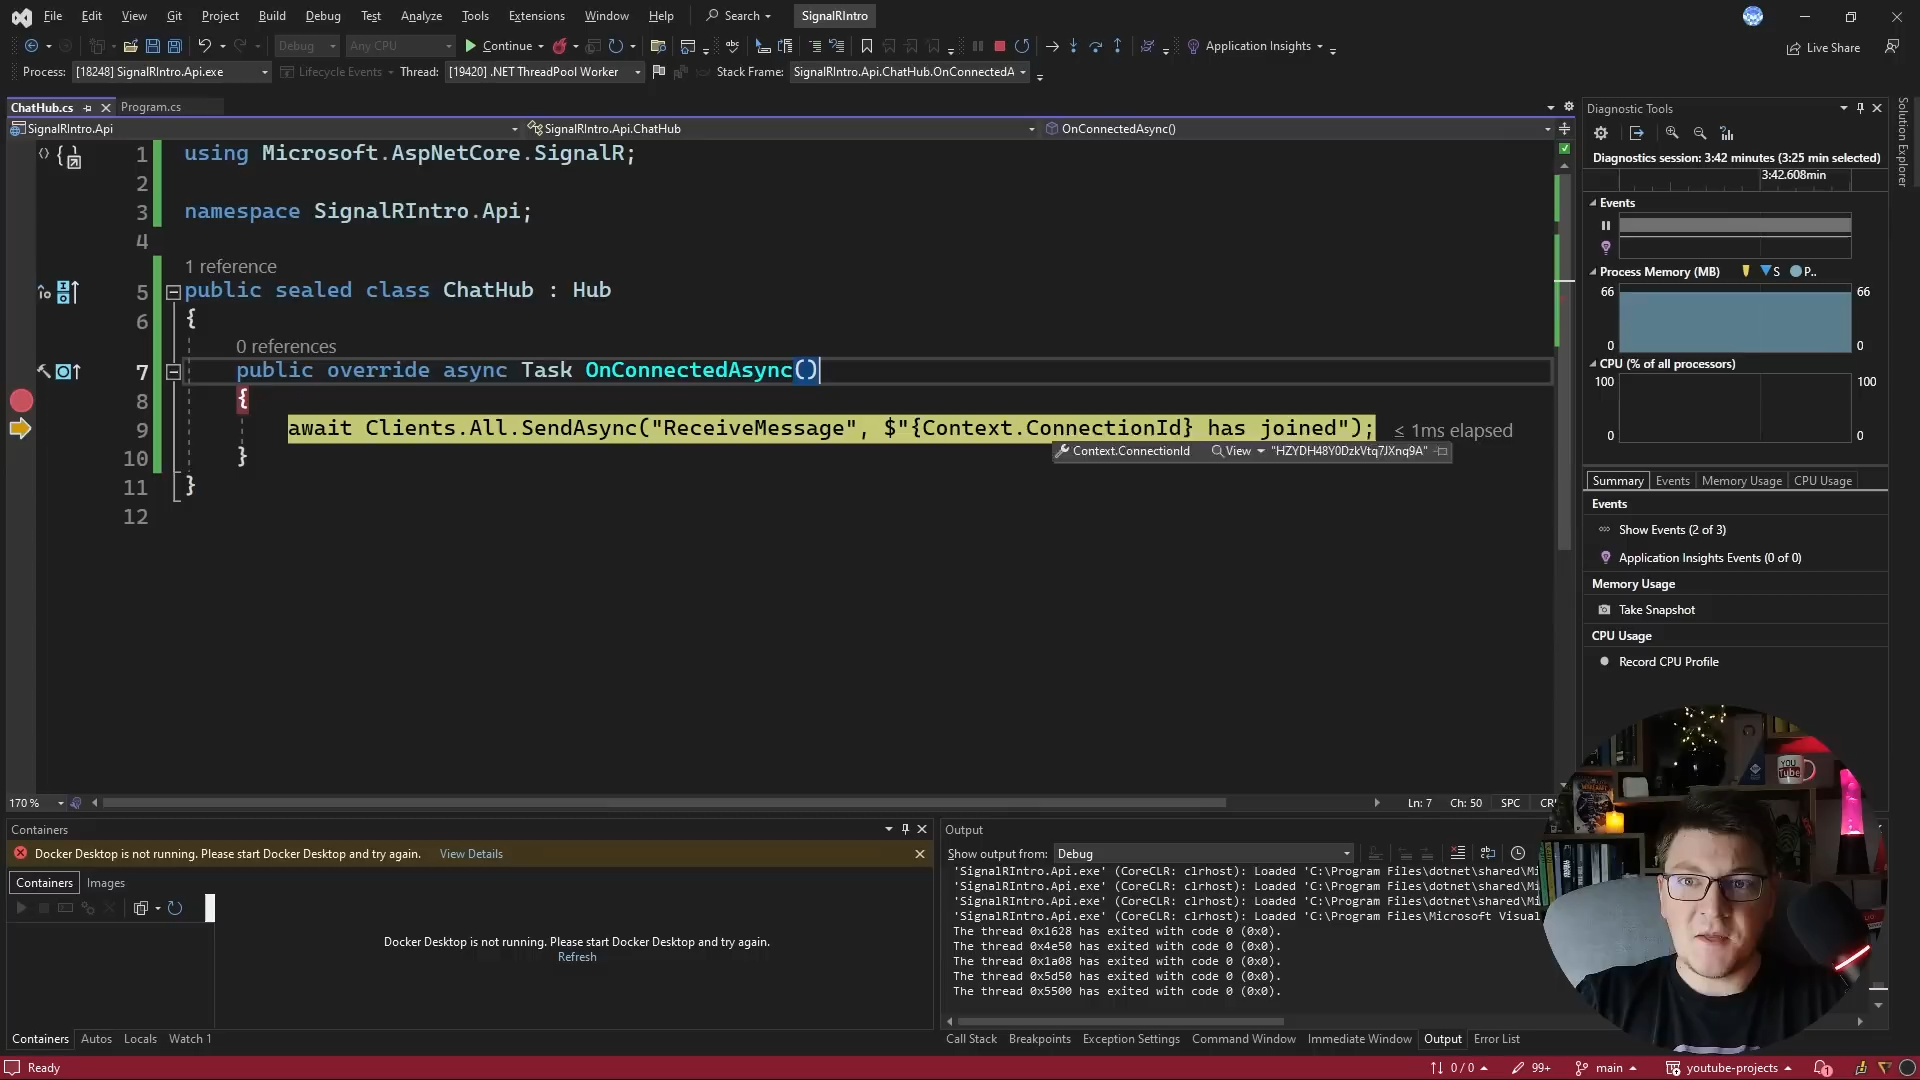 File Edit View Git Project Build Debug Test Analyze Tools Extensions Window Help Search SignalRIntro
Debug Any CPU Continue Application Insights Live Share
Process: [18248] SignalRIntro.Api.exe Lifecycle Events Thread: [19420] .NET ThreadPool Worker Stack Frame: SignalRIntro.Api.ChatHub.OnConnectedA
ChatHub.cs Program.cs
SignalRIntro.Api SignalRIntro.Api.ChatHub OnConnectedAsync()
1 using Microsoft.AspNetCore.SignalR;
2
3 namespace SignalRIntro.Api;
4
1 reference
5 public sealed class ChatHub : Hub
6 {
0 references
7 public override async Task OnConnectedAsync()
8 {
9 await Clients.All.SendAsync("ReceiveMessage", $"{Context.ConnectionId} has joined"); ≤ 1ms elapsed
Context.ConnectionId View "HZYDH48Y0DzkVtq7JXnq9A"
10 }
11 }
12
170 % Ln: 7 Ch: 50 SPC CR
Diagnostic Tools
Diagnostics session: 3:42 minutes (3:25 min selected)
3:42.608min
Events
Process Memory (MB) S P..
66 66
0 0
CPU (% of all processors)
100 100
0 0
Summary Events Memory Usage CPU Usage
Events
Show Events (2 of 3)
Application Insights Events (0 of 0)
Memory Usage
Take Snapshot
CPU Usage
Record CPU Profile
Solution Explorer
YOU
Tube
Containers
Docker Desktop is not running. Please start Docker Desktop and try again. View Details
Containers Images
Docker Desktop is not running. Please start Docker Desktop and try again.
Refresh
Containers Autos Locals Watch 1
Output
Show output from: Debug
'SignalRIntro.Api.exe' (CoreCLR: clrhost): Loaded 'C:\Program Files\dotnet\shared\Mi
'SignalRIntro.Api.exe' (CoreCLR: clrhost): Loaded 'C:\Program Files\dotnet\shared\Mi
'SignalRIntro.Api.exe' (CoreCLR: clrhost): Loaded 'C:\Program Files\dotnet\shared\Mi
'SignalRIntro.Api.exe' (CoreCLR: clrhost): Loaded 'C:\Program Files\Microsoft Visual
The thread 0x1628 has exited with code 0 (0x0).
The thread 0x4e50 has exited with code 0 (0x0).
The thread 0x1a08 has exited with code 0 (0x0).
The thread 0x5d50 has exited with code 0 (0x0).
The thread 0x5500 has exited with code 0 (0x0).
Call Stack Breakpoints Exception Settings Command Window Immediate Window Output Error List
Ready 0 / 0 99+ main youtube-projects 1